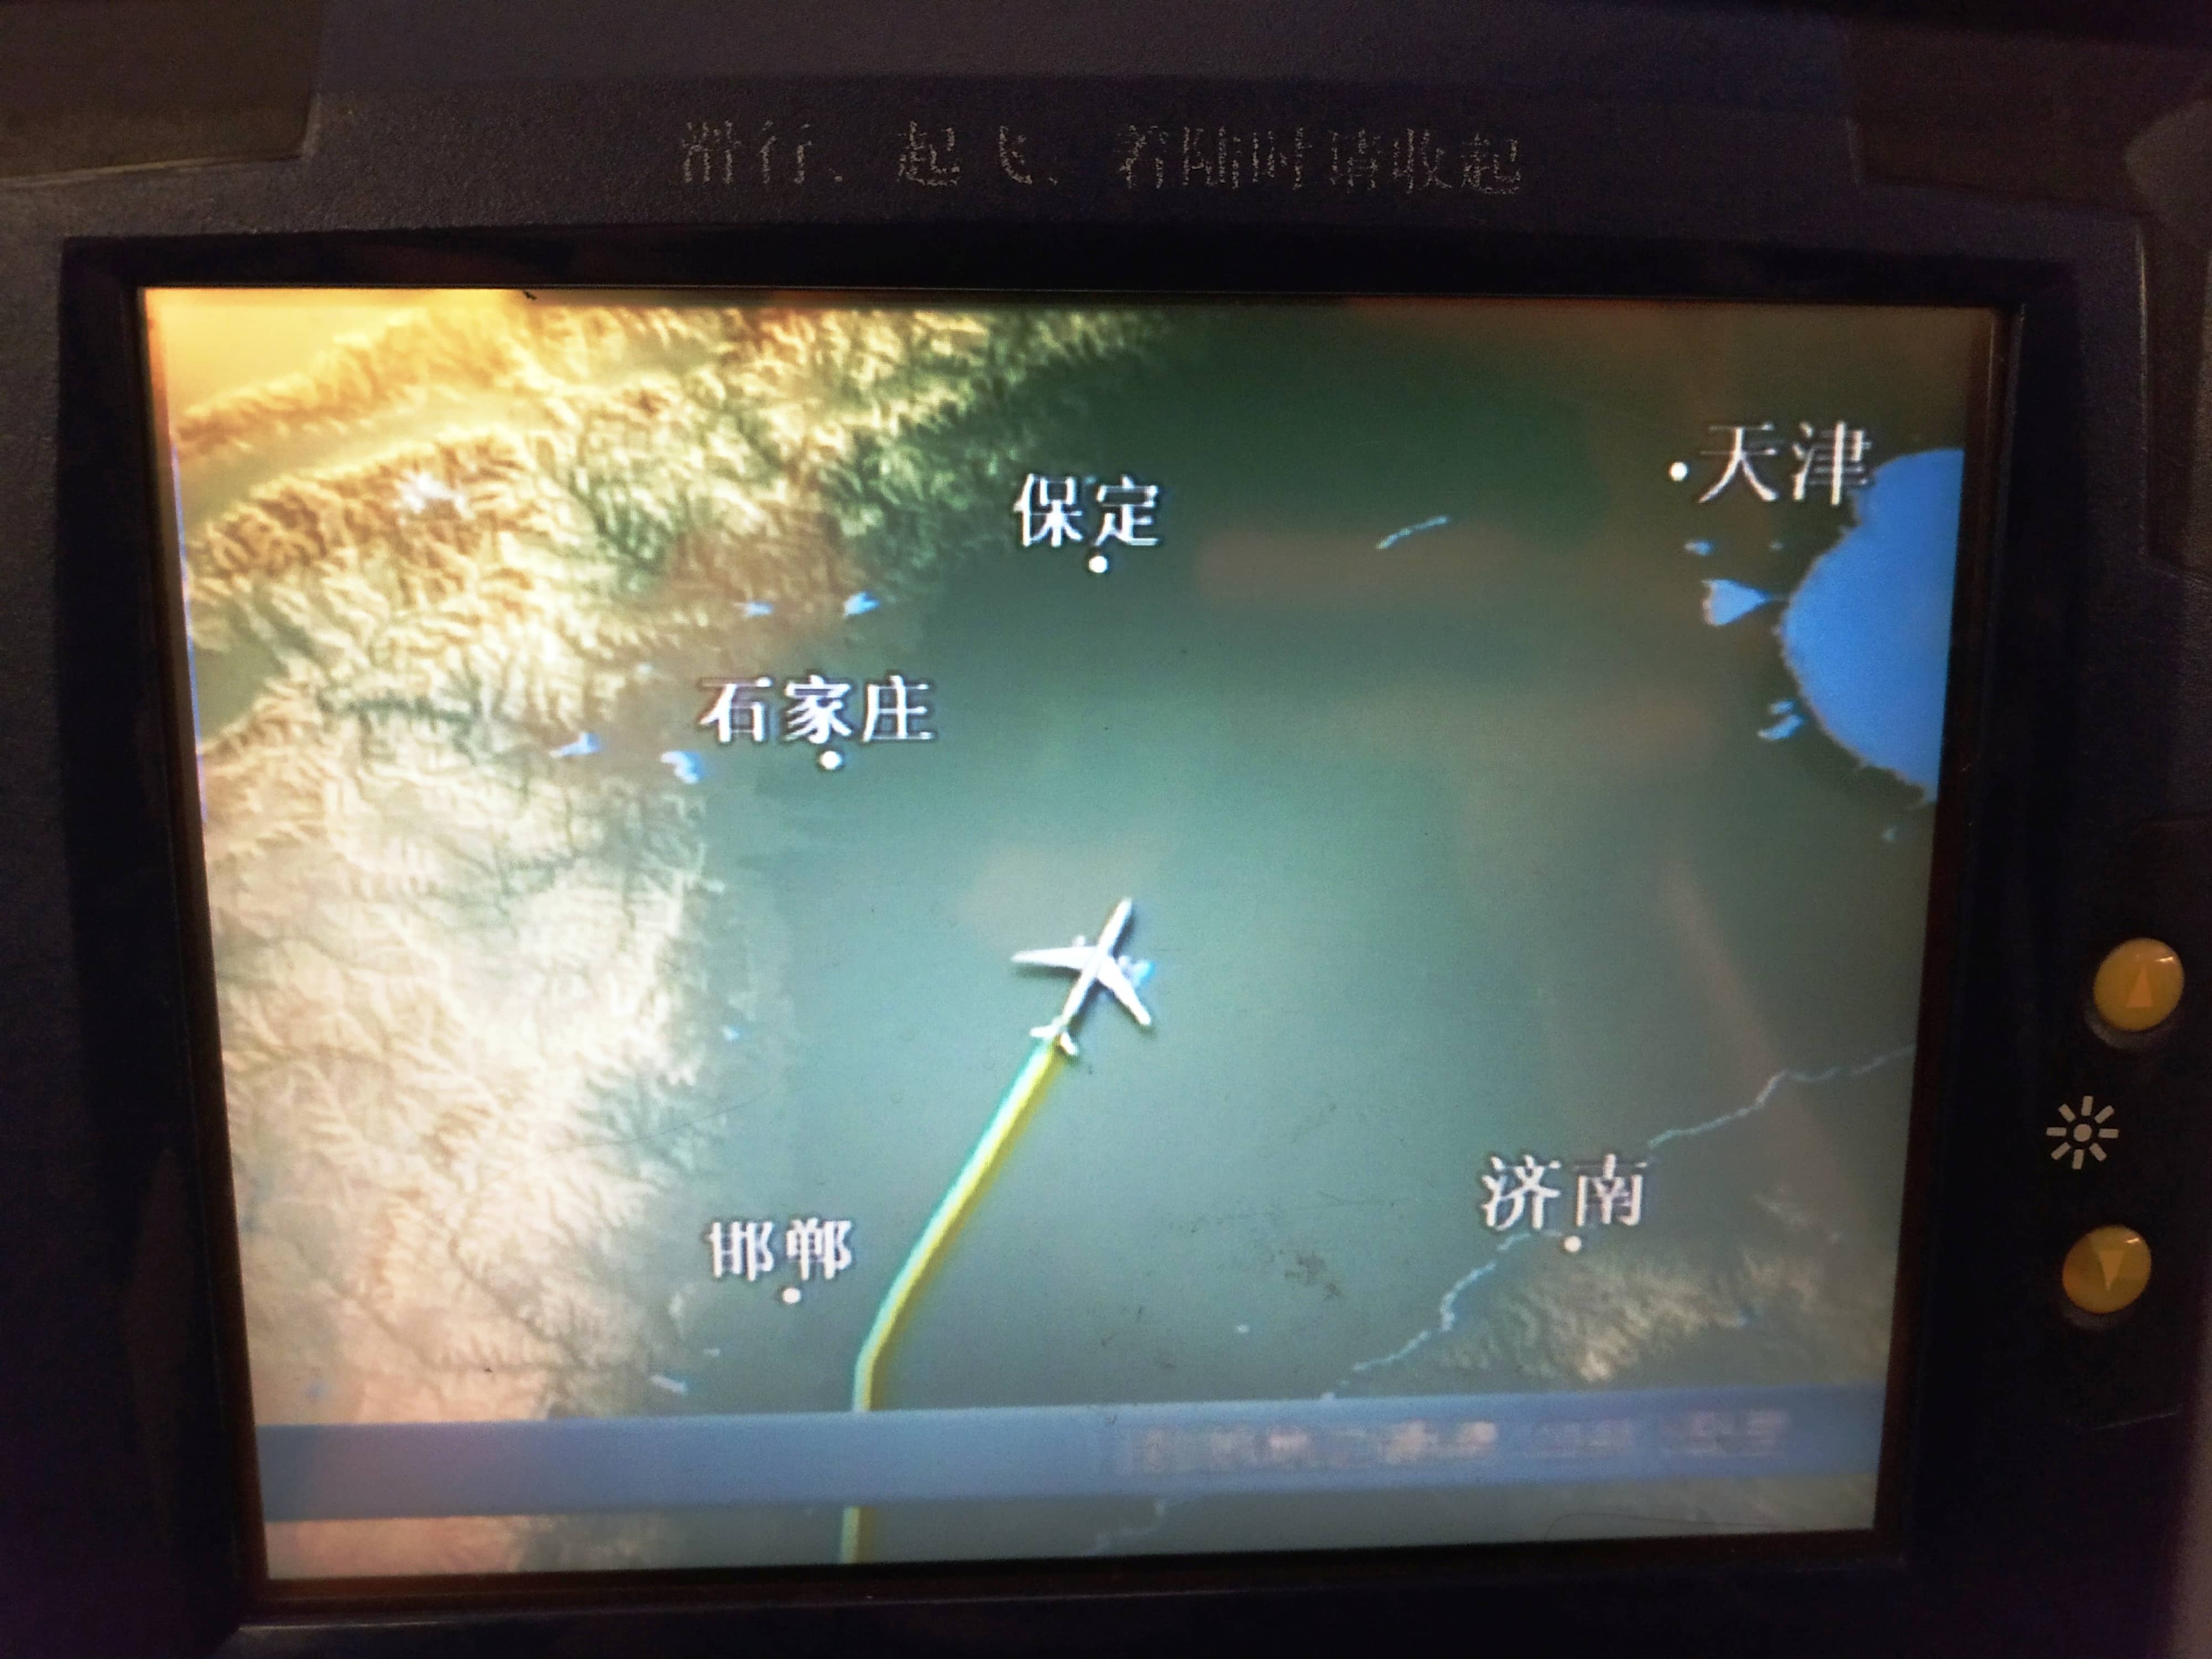 滑行、起飞、着陆时请收起
天津
保定
石家庄
济南
邯郸